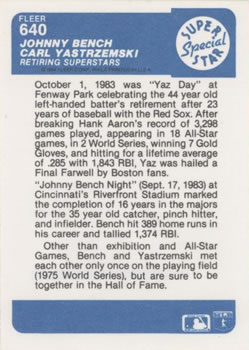 FLEER
640
JOHNNY BENCH
CARL YASTRZEMSKI
RETIRING SUPERSTARS
SUPER
Special
STAR
October 1, 1983 was "Yaz Day" at
Fenway Park celebrating the 44 year old
left-handed batter's retirement after 23
years of baseball with the Red Sox. After
breaking Hank Aaron's record of 3,298
games played, appearing in 18 All-Star
games, in 2 World Series, winning 7 Gold
Gloves, and hitting for a lifetime average
of .285 with 1,843 RBI, Yaz was hailed a
Final Farwell by Boston fans.
"Johnny Bench Night" (Sept. 17, 1983) at
Cincinnati's Riverfront Stadium marked
the completion of 16 years in the majors
for the 35 year old catcher, pinch hitter,
and infielder. Bench hit 389 home runs in
his career and tallied 1,374 RBI.
Other than exhibition and All-Star
Games, Bench and Yastrzemski met
each other only once on the playing field
(1975 World Series), but are sure to be
together in the Hall of Fame.